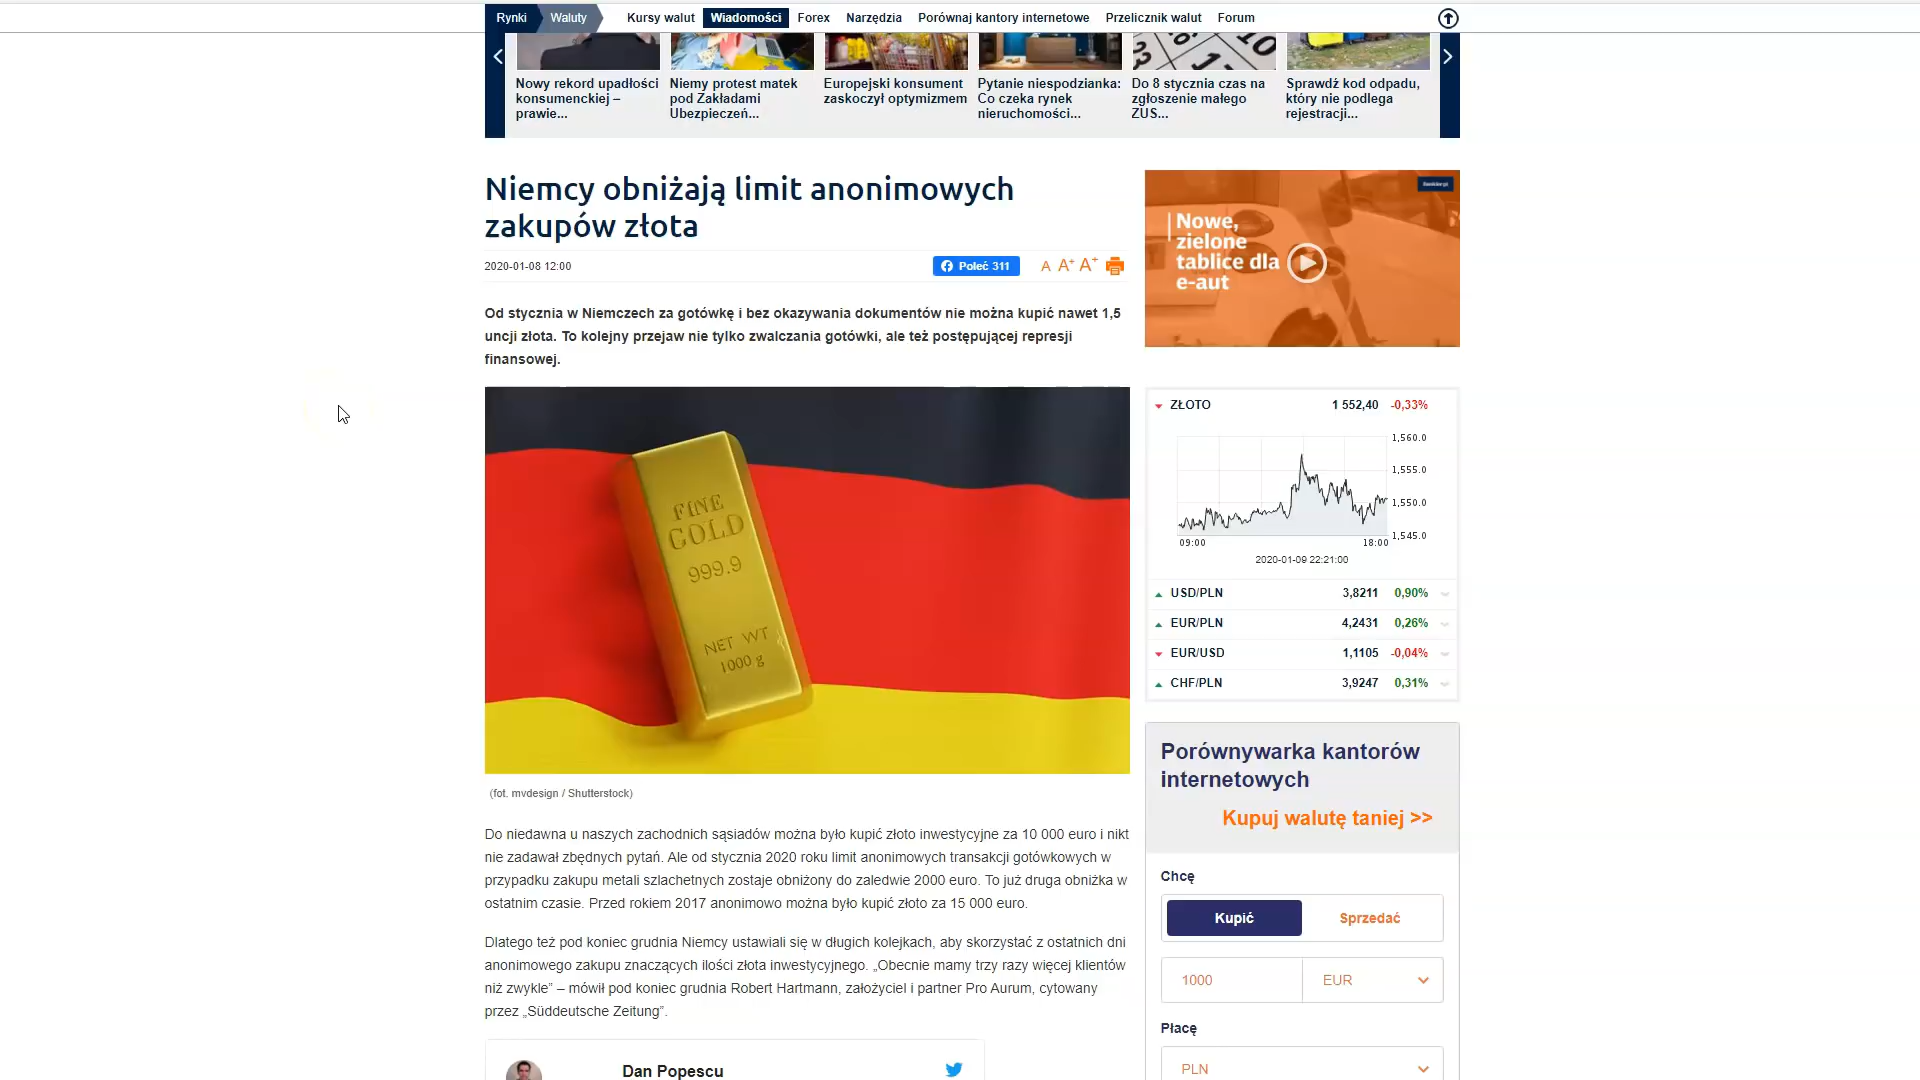 Rynki Waluty Kursy walut Wiadomości Forex Narzędzia Porównaj kantory internetowe Przelicznik walut Forum
Nowy rekord upadłości
konsumenckiej –
prawie...
Niemy protest matek
pod Zakładami
Ubezpieczeń...
Europejski konsument
zaskoczył optymizmem
Pytanie niespodzianka:
Co czeka rynek
nieruchomości...
Do 8 stycznia czas na
zgłoszenie małego
ZUS...
Sprawdź kod odpadu,
który nie podlega
rejestracji...
Niemcy obniżają limit anonimowych
zakupów złota
2020-01-08 12:00
Poleć 311
A A+ A+
Od stycznia w Niemczech za gotówkę i bez okazywania dokumentów nie można kupić nawet 1,5
uncji złota. To kolejny przejaw nie tylko zwalczania gotówki, ale też postępującej represji
finansowej.
FINE
GOLD
999.9
NET WT
1000 g
(fot. mvdesign / Shutterstock)
Do niedawna u naszych zachodnich sąsiadów można było kupić złoto inwestycyjne za 10 000 euro i nikt
nie zadawał zbędnych pytań. Ale od stycznia 2020 roku limit anonimowych transakcji gotówkowych w
przypadku zakupu metali szlachetnych zostaje obniżony do zaledwie 2000 euro. To już druga obniżka w
ostatnim czasie. Przed rokiem 2017 anonimowo można było kupić złoto za 15 000 euro.
Dlatego też pod koniec grudnia Niemcy ustawiali się w długich kolejkach, aby skorzystać z ostatnich dni
anonimowego zakupu znaczących ilości złota inwestycyjnego. „Obecnie mamy trzy razy więcej klientów
niż zwykle” – mówił pod koniec grudnia Robert Hartmann, założyciel i partner Pro Aurum, cytowany
przez „Süddeutsche Zeitung”.
Dan Popescu
Bankier.pl
Nowe,
zielone
tablice dla
e-aut
ZŁOTO 1 552,40 -0,33%
1,560.0
1,555.0
1,550.0
1,545.0
09:00 18:00
2020-01-09 22:21:00
USD/PLN 3,8211 0,90%
EUR/PLN 4,2431 0,26%
EUR/USD 1,1105 -0,04%
CHF/PLN 3,9247 0,31%
Porównywarka kantorów
internetowych
Kupuj walutę taniej >>
Chcę
Kupić Sprzedać
1000 EUR
Płacę
PLN